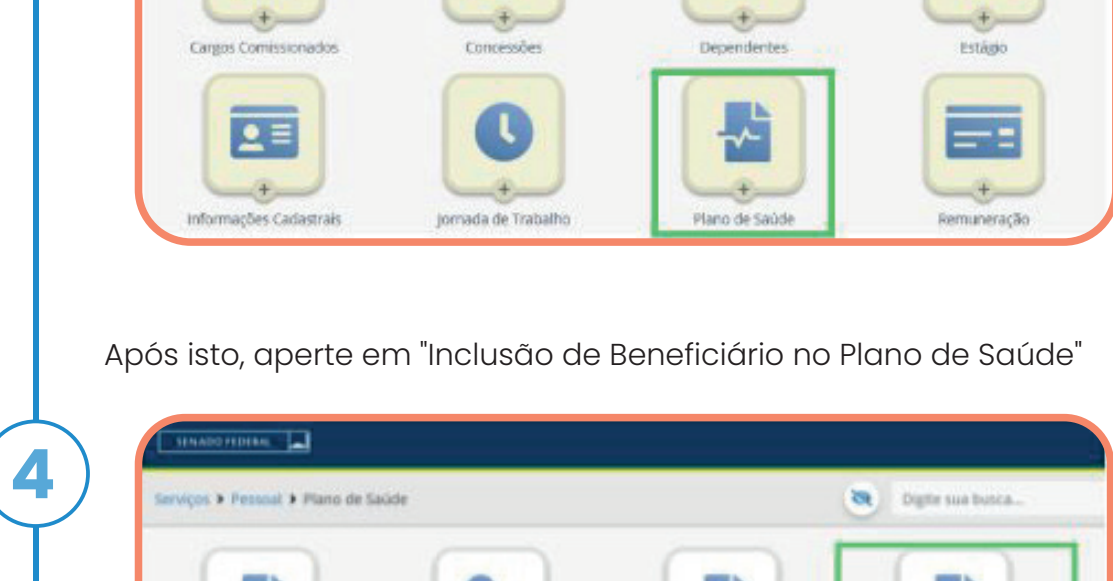 Cargos Comissionados Concessões Dependentes Estágio
Informações Cadastrais Jornada de Trabalho Plano de Saúde Remuneração
Após isto, aperte em "Inclusão de Beneficiário no Plano de Saúde"
4
SENADO FEDERAL
Serviços Pessoal Plano de Saúde Digite sua busca...